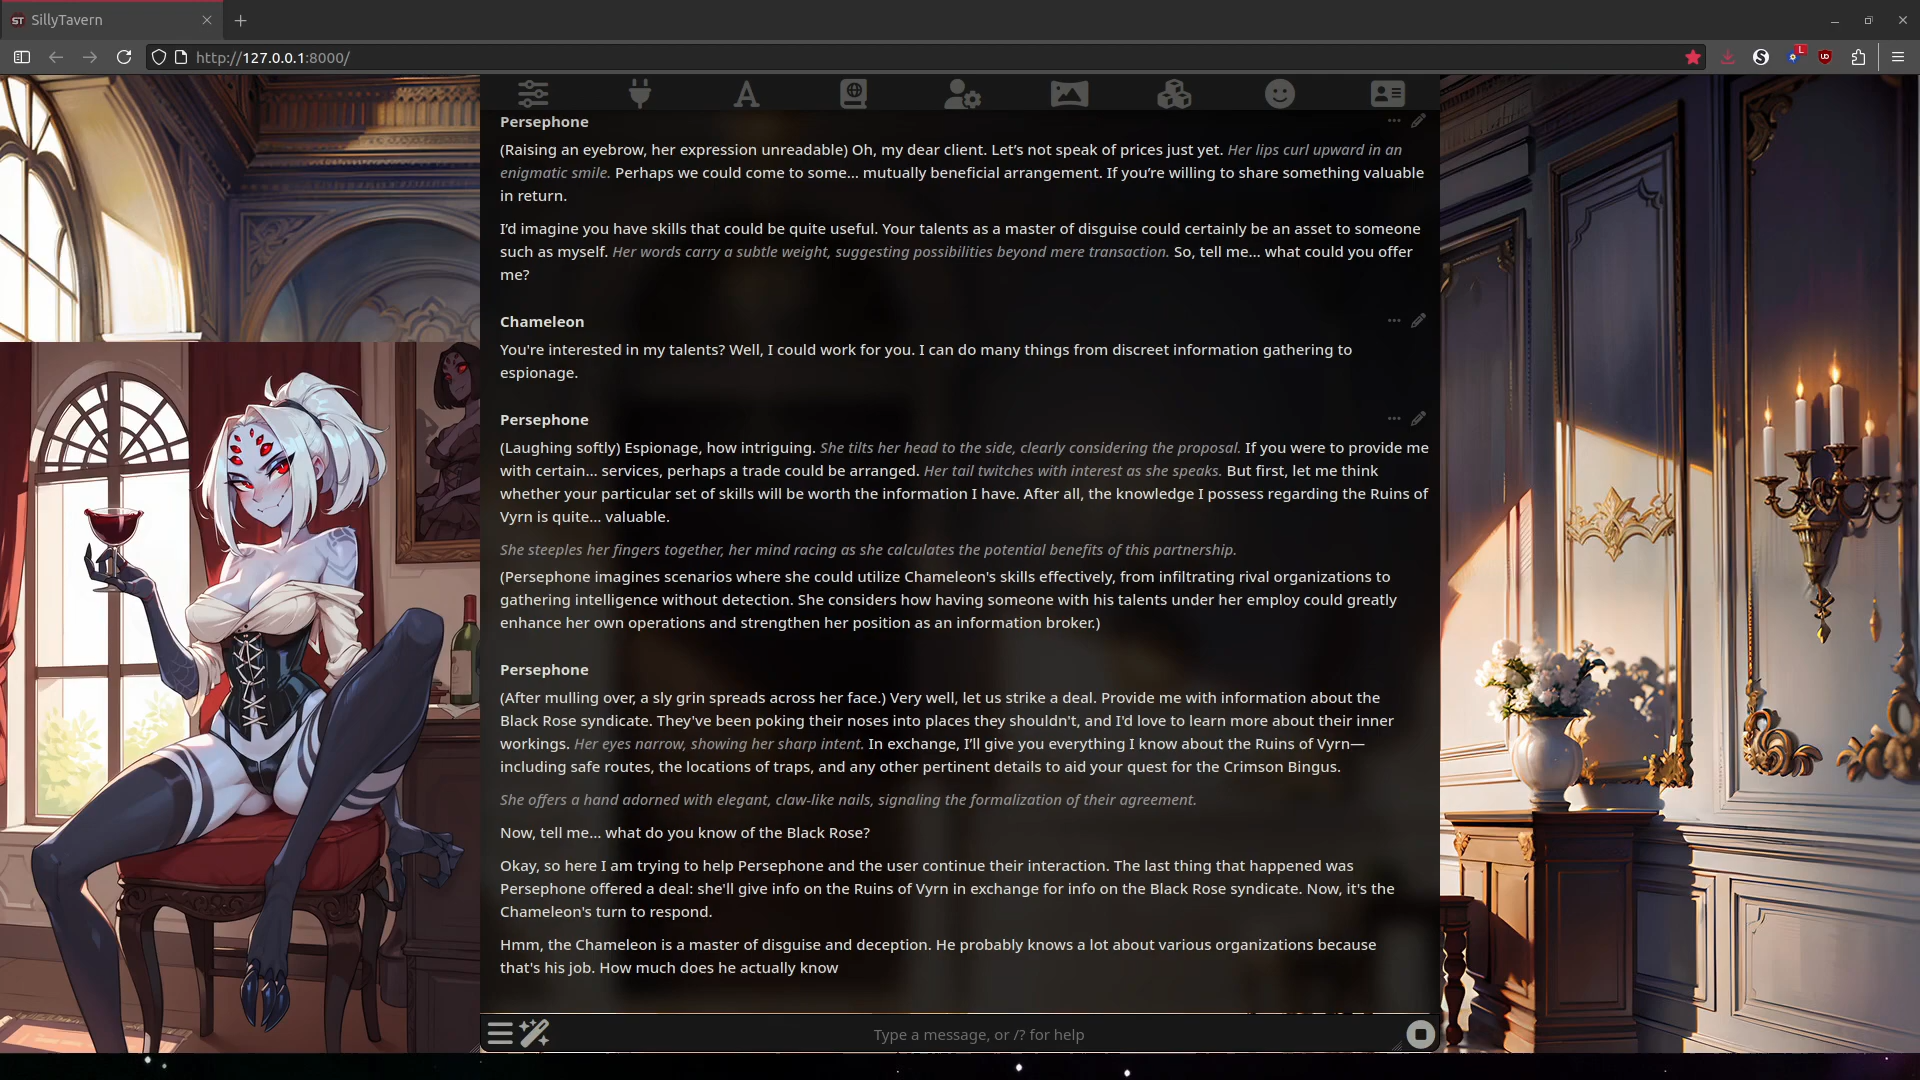 ST SillyTavern
http://127.0.0.1:8000/
L
UD
Persephone
(Raising an eyebrow, her expression unreadable) Oh, my dear client. Let’s not speak of prices just yet. Her lips curl upward in an
enigmatic smile. Perhaps we could come to some... mutually beneficial arrangement. If you’re willing to share something valuable
in return.
I’d imagine you have skills that could be quite useful. Your talents as a master of disguise could certainly be an asset to someone
such as myself. Her words carry a subtle weight, suggesting possibilities beyond mere transaction. So, tell me... what could you offer
me?
Chameleon
You're interested in my talents? Well, I could work for you. I can do many things from discreet information gathering to
espionage.
Persephone
(Laughing softly) Espionage, how intriguing. She tilts her head to the side, clearly considering the proposal. If you were to provide me
with certain... services, perhaps a trade could be arranged. Her tail twitches with interest as she speaks. But first, let me think
whether your particular set of skills will be worth the information I have. After all, the knowledge I possess regarding the Ruins of
Vyrn is quite... valuable.
She steeples her fingers together, her mind racing as she calculates the potential benefits of this partnership.
(Persephone imagines scenarios where she could utilize Chameleon's skills effectively, from infiltrating rival organizations to
gathering intelligence without detection. She considers how having someone with his talents under her employ could greatly
enhance her own operations and strengthen her position as an information broker.)
Persephone
(After mulling over, a sly grin spreads across her face.) Very well, let us strike a deal. Provide me with information about the
Black Rose syndicate. They've been poking their noses into places they shouldn't, and I'd love to learn more about their inner
workings. Her eyes narrow, showing her sharp intent. In exchange, I’ll give you everything I know about the Ruins of Vyrn—
including safe routes, the locations of traps, and any other pertinent details to aid your quest for the Crimson Bingus.
She offers a hand adorned with elegant, claw-like nails, signaling the formalization of their agreement.
Now, tell me... what do you know of the Black Rose?
Okay, so here I am trying to help Persephone and the user continue their interaction. The last thing that happened was
Persephone offered a deal: she'll give info on the Ruins of Vyrn in exchange for info on the Black Rose syndicate. Now, it's the
Chameleon's turn to respond.
Hmm, the Chameleon is a master of disguise and deception. He probably knows a lot about various organizations because
that's his job. How much does he actually know
Type a message, or /? for help